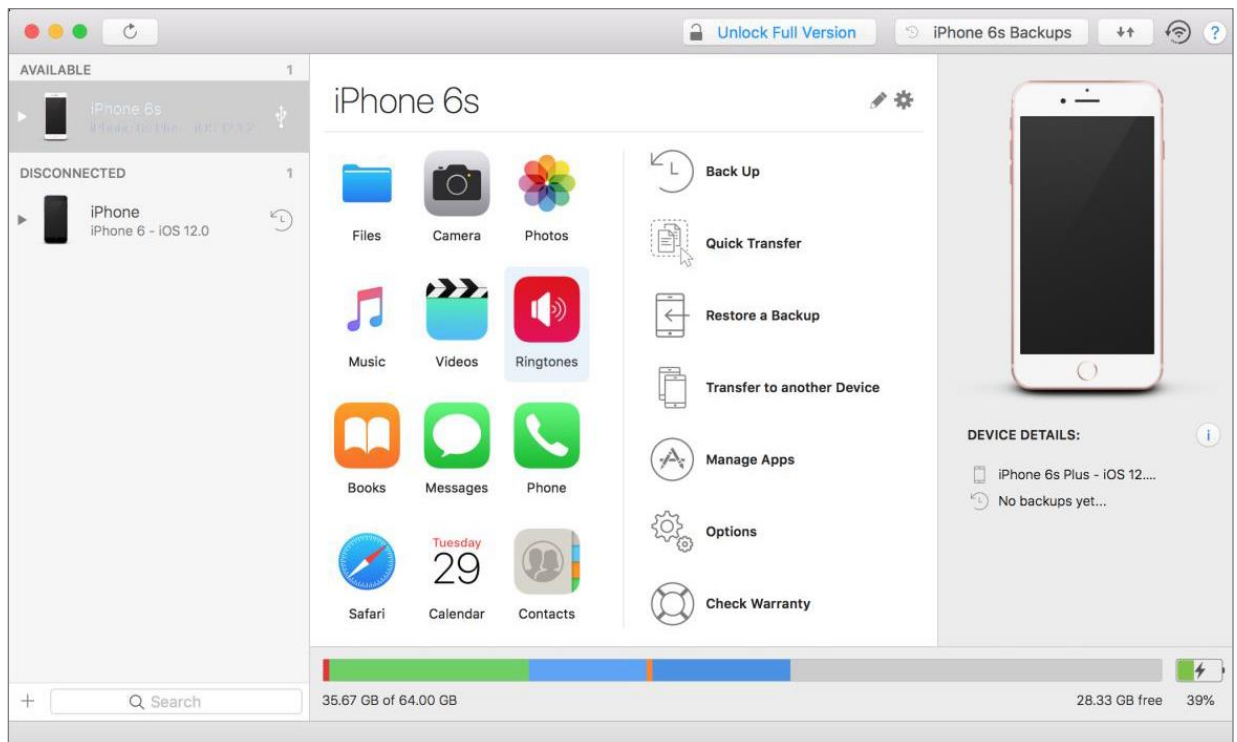 Unlock Full Version
iPhone 6s Backups
?
AVAILABLE 1
iPhone 6s
DISCONNECTED 1
iPhone
iPhone 6 - iOS 12.0
Search
iPhone 6s
Files Camera Photos
Music Videos Ringtones
Books Messages Phone
Tuesday
29
Safari Calendar Contacts
Back Up
Quick Transfer
Restore a Backup
Transfer to another Device
Manage Apps
Options
Check Warranty
DEVICE DETAILS:
i
iPhone 6s Plus - iOS 12....
No backups yet...
35.67 GB of 64.00 GB
28.33 GB free
39%